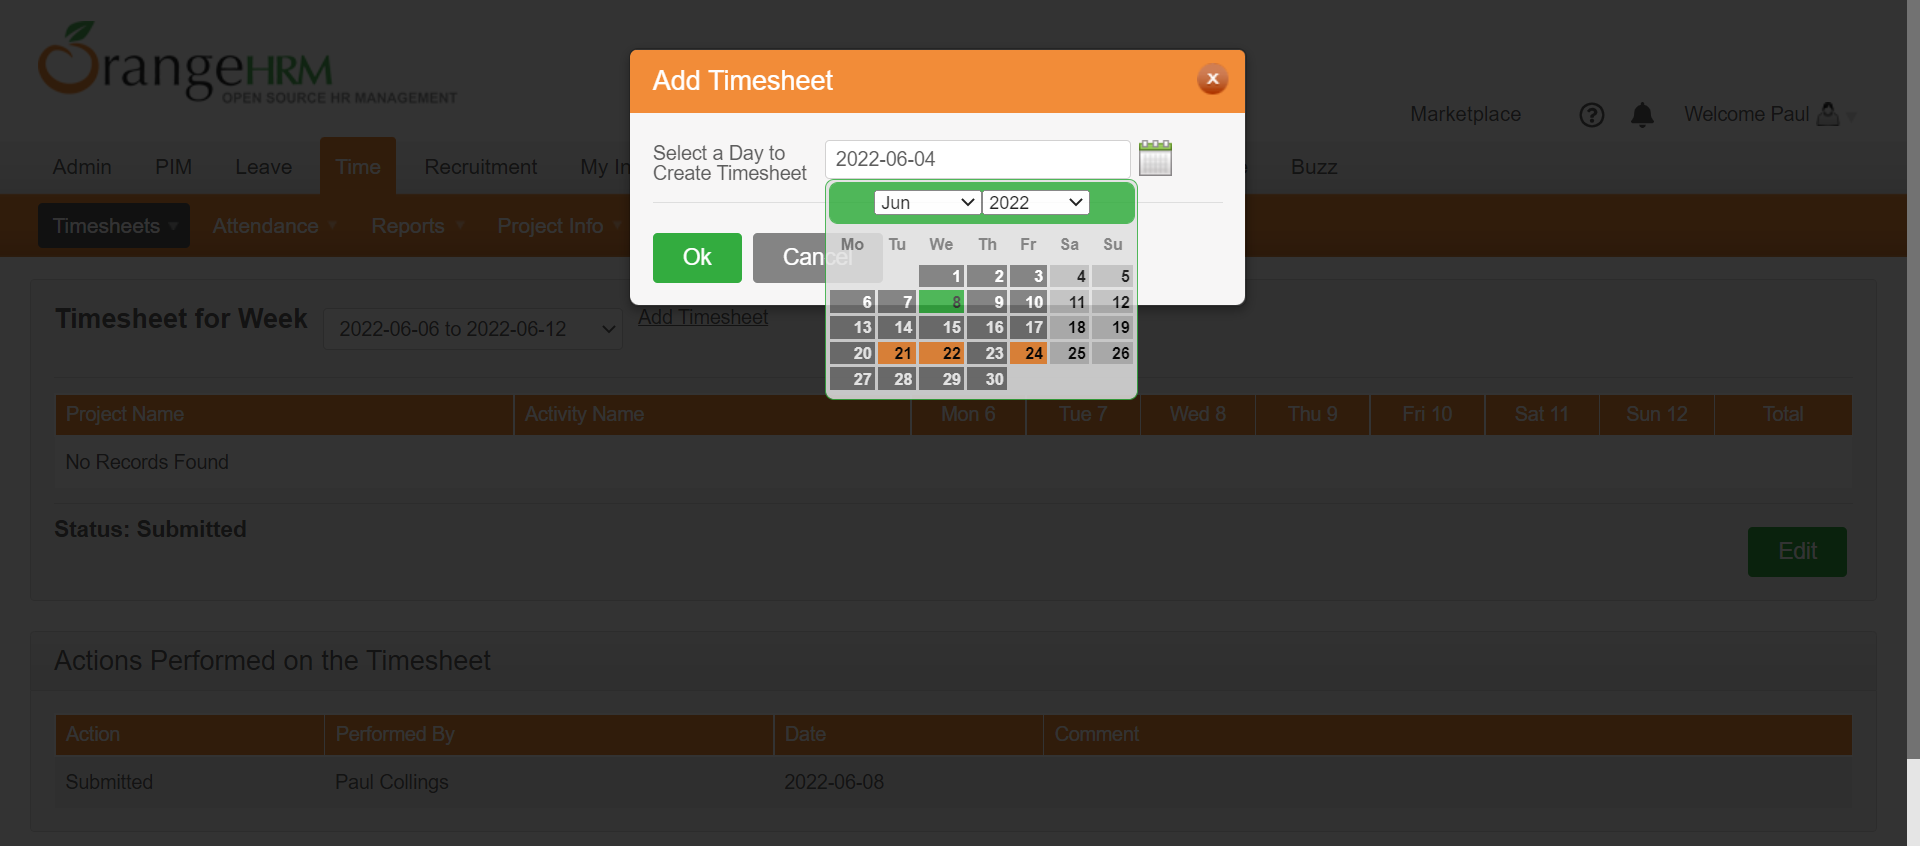 OrangeHRM
OPEN SOURCE HR MANAGEMENT
Add Timesheet
x
Marketplace
?
Welcome Paul
Admin PIM Leave Time Recruitment My In Buzz
Select a Day to
Create Timesheet
2022-06-04
Timesheets Attendance Reports Project Info
Jun 2022
Ok
Cancel
Mo Tu We Th Fr Sa Su
1 2 3 4 5
6 7 8 9 10 11 12
13 14 15 16 17 18 19
20 21 22 23 24 25 26
27 28 29 30
Timesheet for Week 2022-06-06 to 2022-06-12 Add Timesheet
Project Name Activity Name Mon 6 Tue 7 Wed 8 Thu 9 Fri 10 Sat 11 Sun 12 Total
No Records Found
Status: Submitted
Edit
Actions Performed on the Timesheet
Action Performed By Date Comment
Submitted Paul Collings 2022-06-08